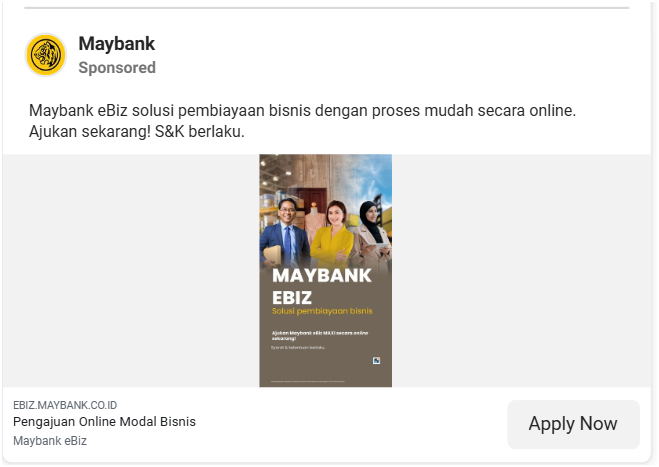 Maybank
Sponsored
Maybank eBiz solusi pembiayaan bisnis dengan proses mudah secara online.
Ajukan sekarang! S&K berlaku.
MAYBANK
EBIZ
Solusi pembiayaan bisnis
Ajukan Maybank eBiz MAXI secara online
sekarang!
Syarat & ketentuan berlaku.
EBIZ.MAYBANK.CO.ID
Pengajuan Online Modal Bisnis
Maybank eBiz
Apply Now